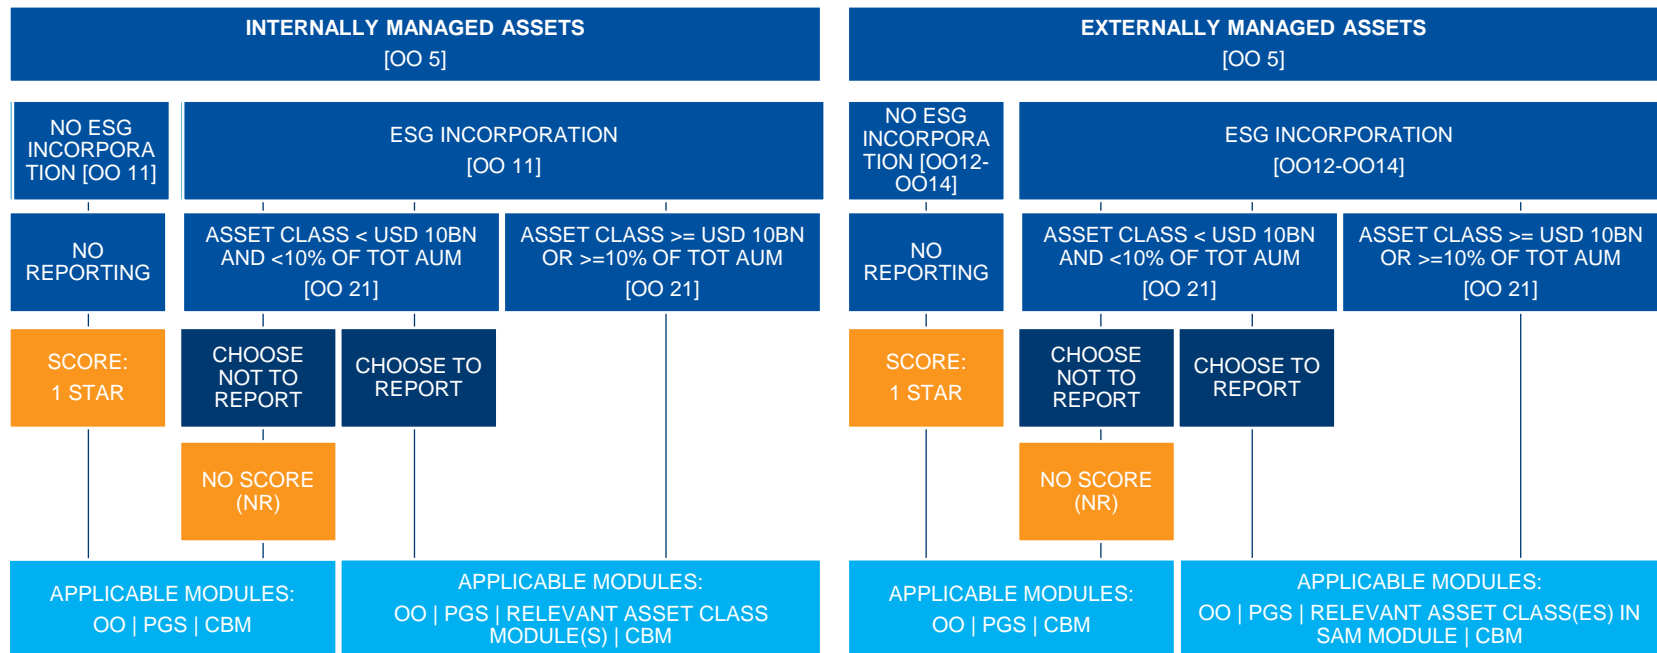 INTERNALLY MANAGED ASSETS
[OO 5]
NO ESG
INCORPORA
TION [OO 11]
ESG INCORPORATION
[OO 11]
NO
REPORTING
ASSET CLASS < USD 10BN
AND <10% OF TOT AUM
[OO 21]
ASSET CLASS >= USD 10BN
OR >=10% OF TOT AUM
[OO 21]
SCORE:
1 STAR
CHOOSE
NOT TO
REPORT
CHOOSE TO
REPORT
NO SCORE
(NR)
APPLICABLE MODULES:
OO | PGS | CBM
APPLICABLE MODULES:
OO | PGS | RELEVANT ASSET CLASS
MODULE(S) | CBM
EXTERNALLY MANAGED ASSETS
[OO 5]
NO ESG
INCORPORA
TION [OO12-
OO14]
ESG INCORPORATION
[OO12-OO14]
NO
REPORTING
ASSET CLASS < USD 10BN
AND <10% OF TOT AUM
[OO 21]
ASSET CLASS >= USD 10BN
OR >=10% OF TOT AUM
[OO 21]
SCORE:
1 STAR
CHOOSE
NOT TO
REPORT
CHOOSE TO
REPORT
NO SCORE
(NR)
APPLICABLE MODULES:
OO | PGS | CBM
APPLICABLE MODULES:
OO | PGS | RELEVANT ASSET CLASS(ES) IN
SAM MODULE | CBM